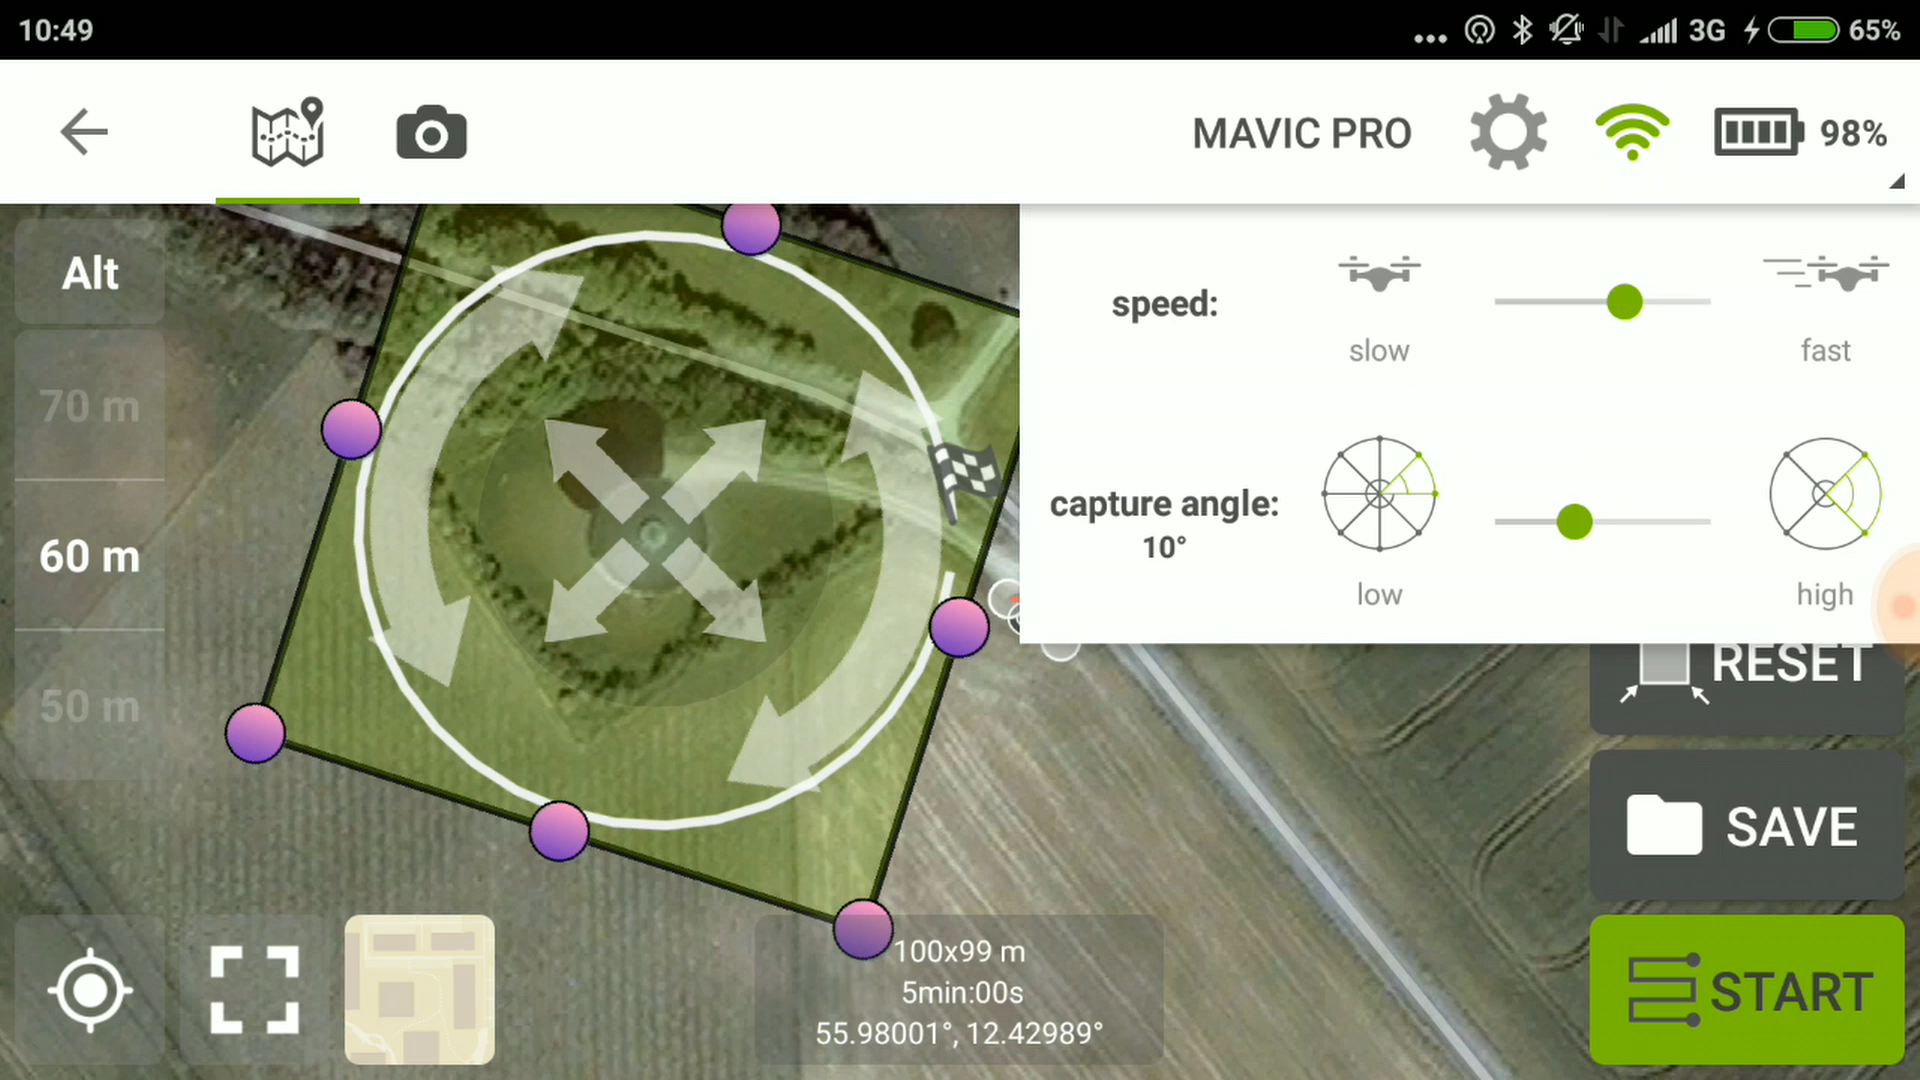 10:49
3G 65%
MAVIC PRO
98%
Alt
70 m
60 m
50 m
speed:
slow
fast
capture angle:
10°
low
high
RESET
SAVE
START
100x99 m
5min:00s
55.98001°, 12.42989°